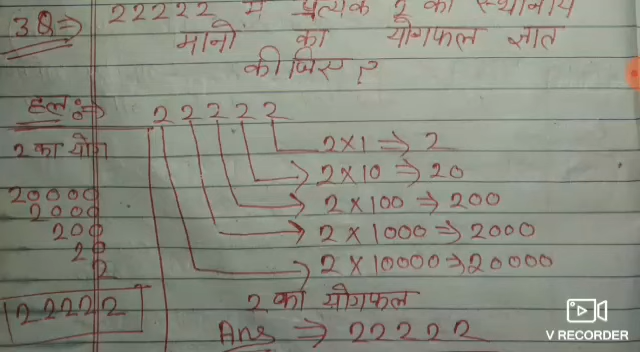 3Q⇒ 22222 में प्रत्येक 2 का स्थानीय
मानो का योगफल ज्ञात
कीजिए ?
हलः⇒ 22222
2 का योग
2×1 ⇒ 2
2×10 ⇒ 20
2×100 ⇒ 200
2×1000 ⇒ 2000
2×10000 ⇒ 20000
20000
2000
200
20
2
22222
2 का योगफल
Ans ⇒ 22222
V RECORDER